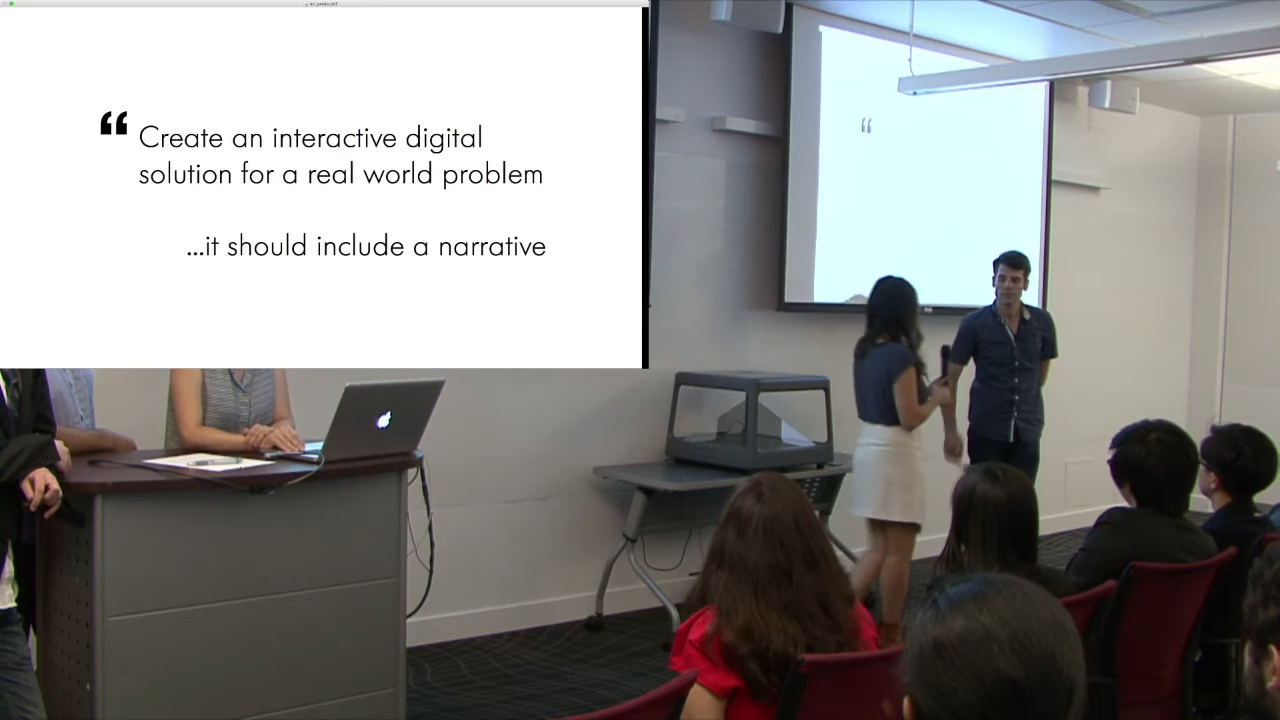 “ Create an interactive digital
solution for a real world problem
...it should include a narrative
“